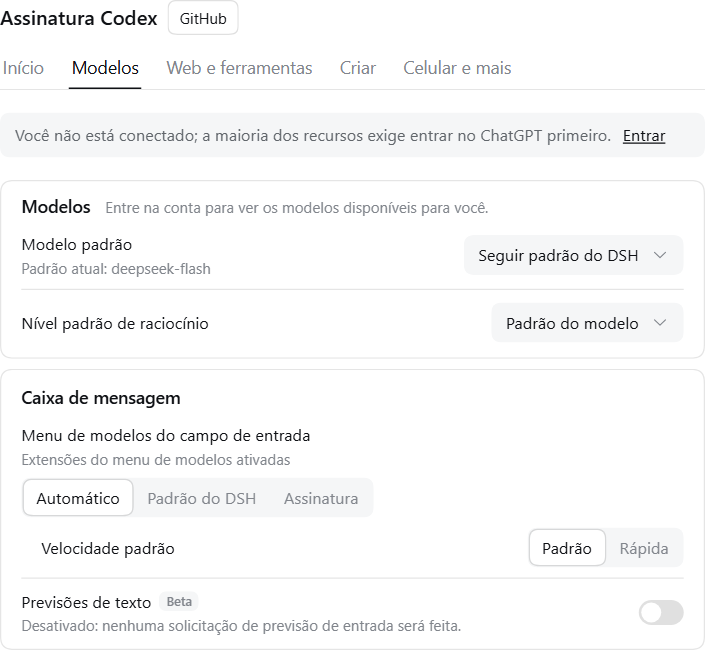 Assinatura Codex GitHub
Início Modelos Web e ferramentas Criar Celular e mais
Você não está conectado; a maioria dos recursos exige entrar no ChatGPT primeiro. Entrar
Modelos Entre na conta para ver os modelos disponíveis para você.
Modelo padrão
Padrão atual: deepseek-flash
Seguir padrão do DSH
Nível padrão de raciocínio Padrão do modelo
Caixa de mensagem
Menu de modelos do campo de entrada
Extensões do menu de modelos ativadas
Automático Padrão do DSH Assinatura
Velocidade padrão Padrão Rápida
Previsões de texto Beta
Desativado: nenhuma solicitação de previsão de entrada será feita.